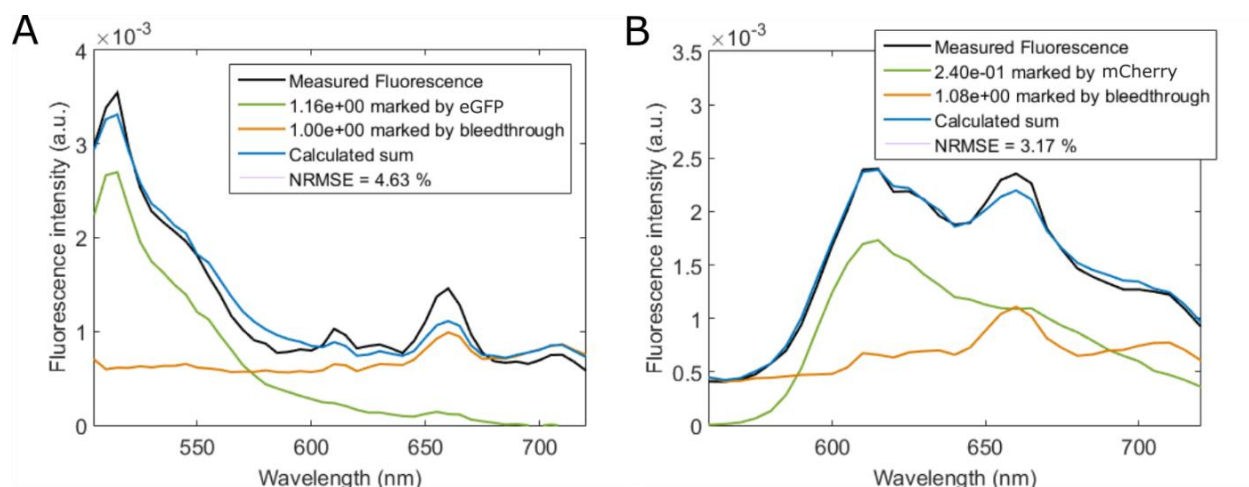 A
×10⁻³
4
3
2
1
0
Fluorescence intensity (a.u.)
Measured Fluorescence
1.16e+00 marked by eGFP
1.00e+00 marked by bleedthrough
Calculated sum
NRMSE = 4.63 %
550 600 650 700
Wavelength (nm)
B
×10⁻³
3.5
3
2.5
2
1.5
1
0.5
0
Fluorescence intensity (a.u.)
Measured Fluorescence
2.40e-01 marked by mCherry
1.08e+00 marked by bleedthrough
Calculated sum
NRMSE = 3.17 %
600 650 700
Wavelength (nm)